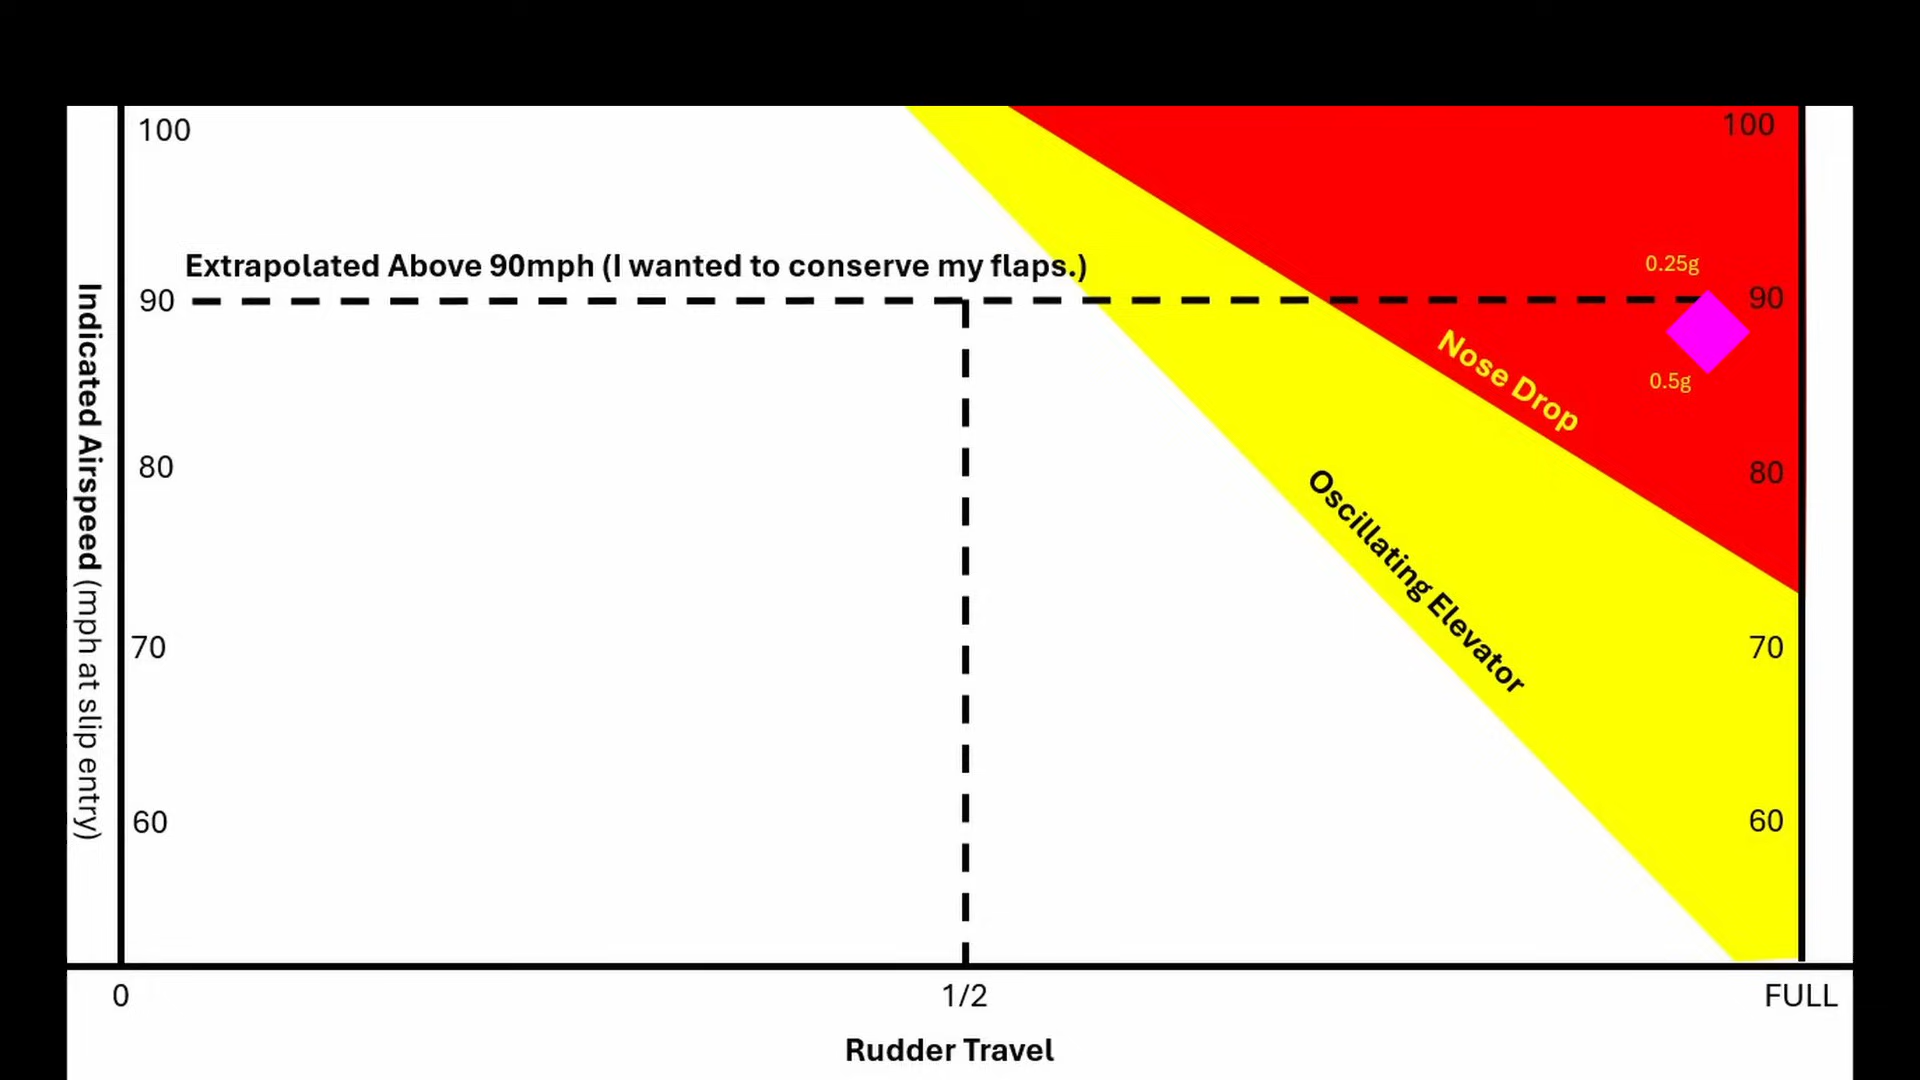 100
100
0.25g
Extrapolated Above 90mph (I wanted to conserve my flaps.)
90
90
Nose Drop
0.5g
80
80
Oscillating Elevator
Indicated Airspeed (mph at slip entry)
70
70
60
60
0
1/2
FULL
Rudder Travel